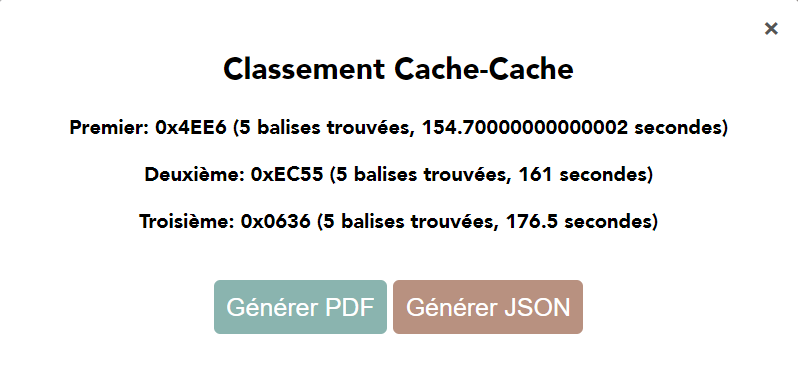 ×
Classement Cache-Cache
Premier: 0x4EE6 (5 balises trouvées, 154.70000000000002 secondes)
Deuxième: 0xEC55 (5 balises trouvées, 161 secondes)
Troisième: 0x0636 (5 balises trouvées, 176.5 secondes)
Générer PDF Générer JSON